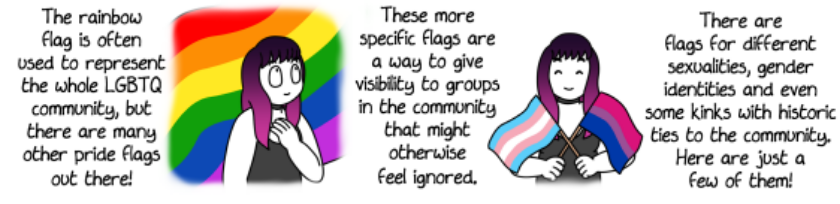 The rainbow
flag is often
used to represent
the whole LGBTQ
community, but
there are many
other pride flags
out there!
These more
specific flags are
a way to give
visibility to groups
in the community
that might
otherwise
feel ignored.
There are
flags for different
sexualities, gender
identities and even
some kinks with historic
ties to the community.
Here are just a
few of them!